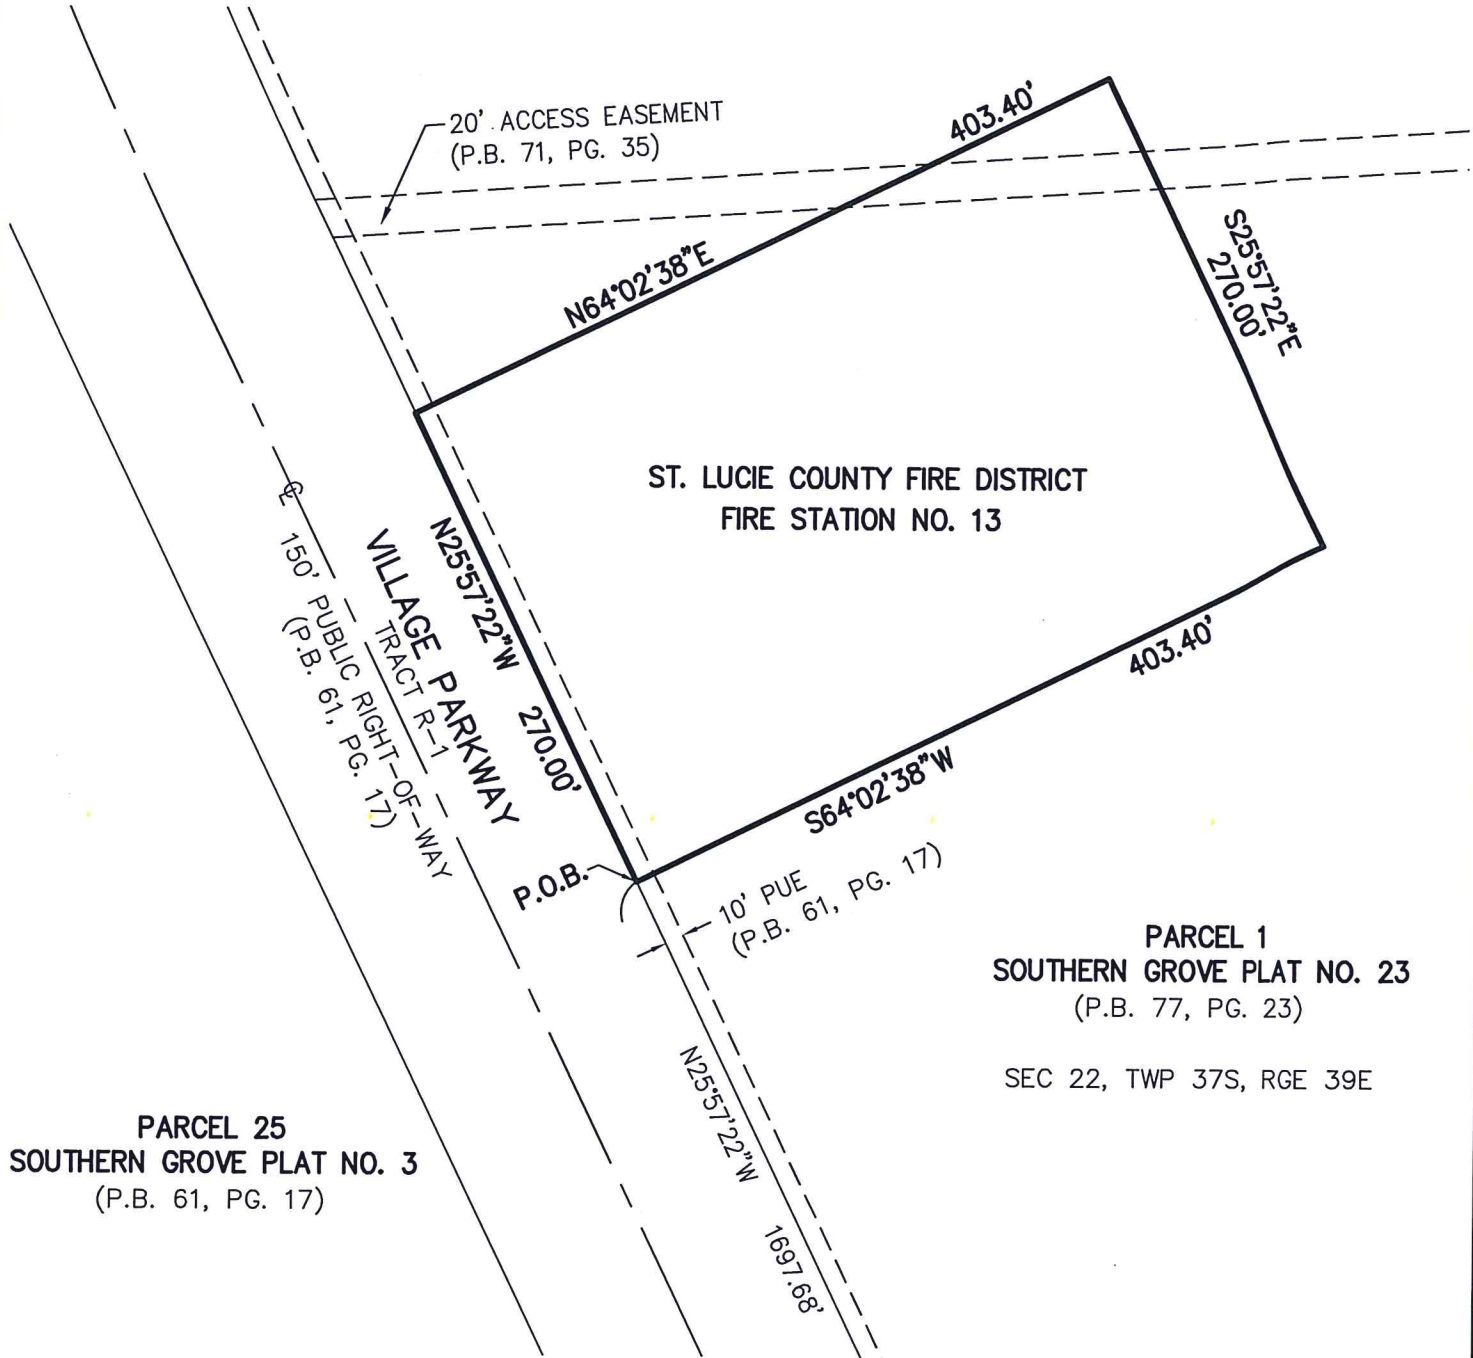 20' ACCESS EASEMENT
(P.B. 71, PG. 35)
403.40'
N64°02'38"E
S25°57'22"E
270.00'
ST. LUCIE COUNTY FIRE DISTRICT
FIRE STATION NO. 13
N25°57'22"W 270.00'
VILLAGE PARKWAY
TRACT R-1
℄
150' PUBLIC RIGHT-OF-WAY
(P.B. 61, PG. 17)
403.40'
S64°02'38"W
P.O.B.
10' PUE
(P.B. 61, PG. 17)
PARCEL 1
SOUTHERN GROVE PLAT NO. 23
(P.B. 77, PG. 23)
SEC 22, TWP 37S, RGE 39E
N25°57'22"W 1697.68'
PARCEL 25
SOUTHERN GROVE PLAT NO. 3
(P.B. 61, PG. 17)